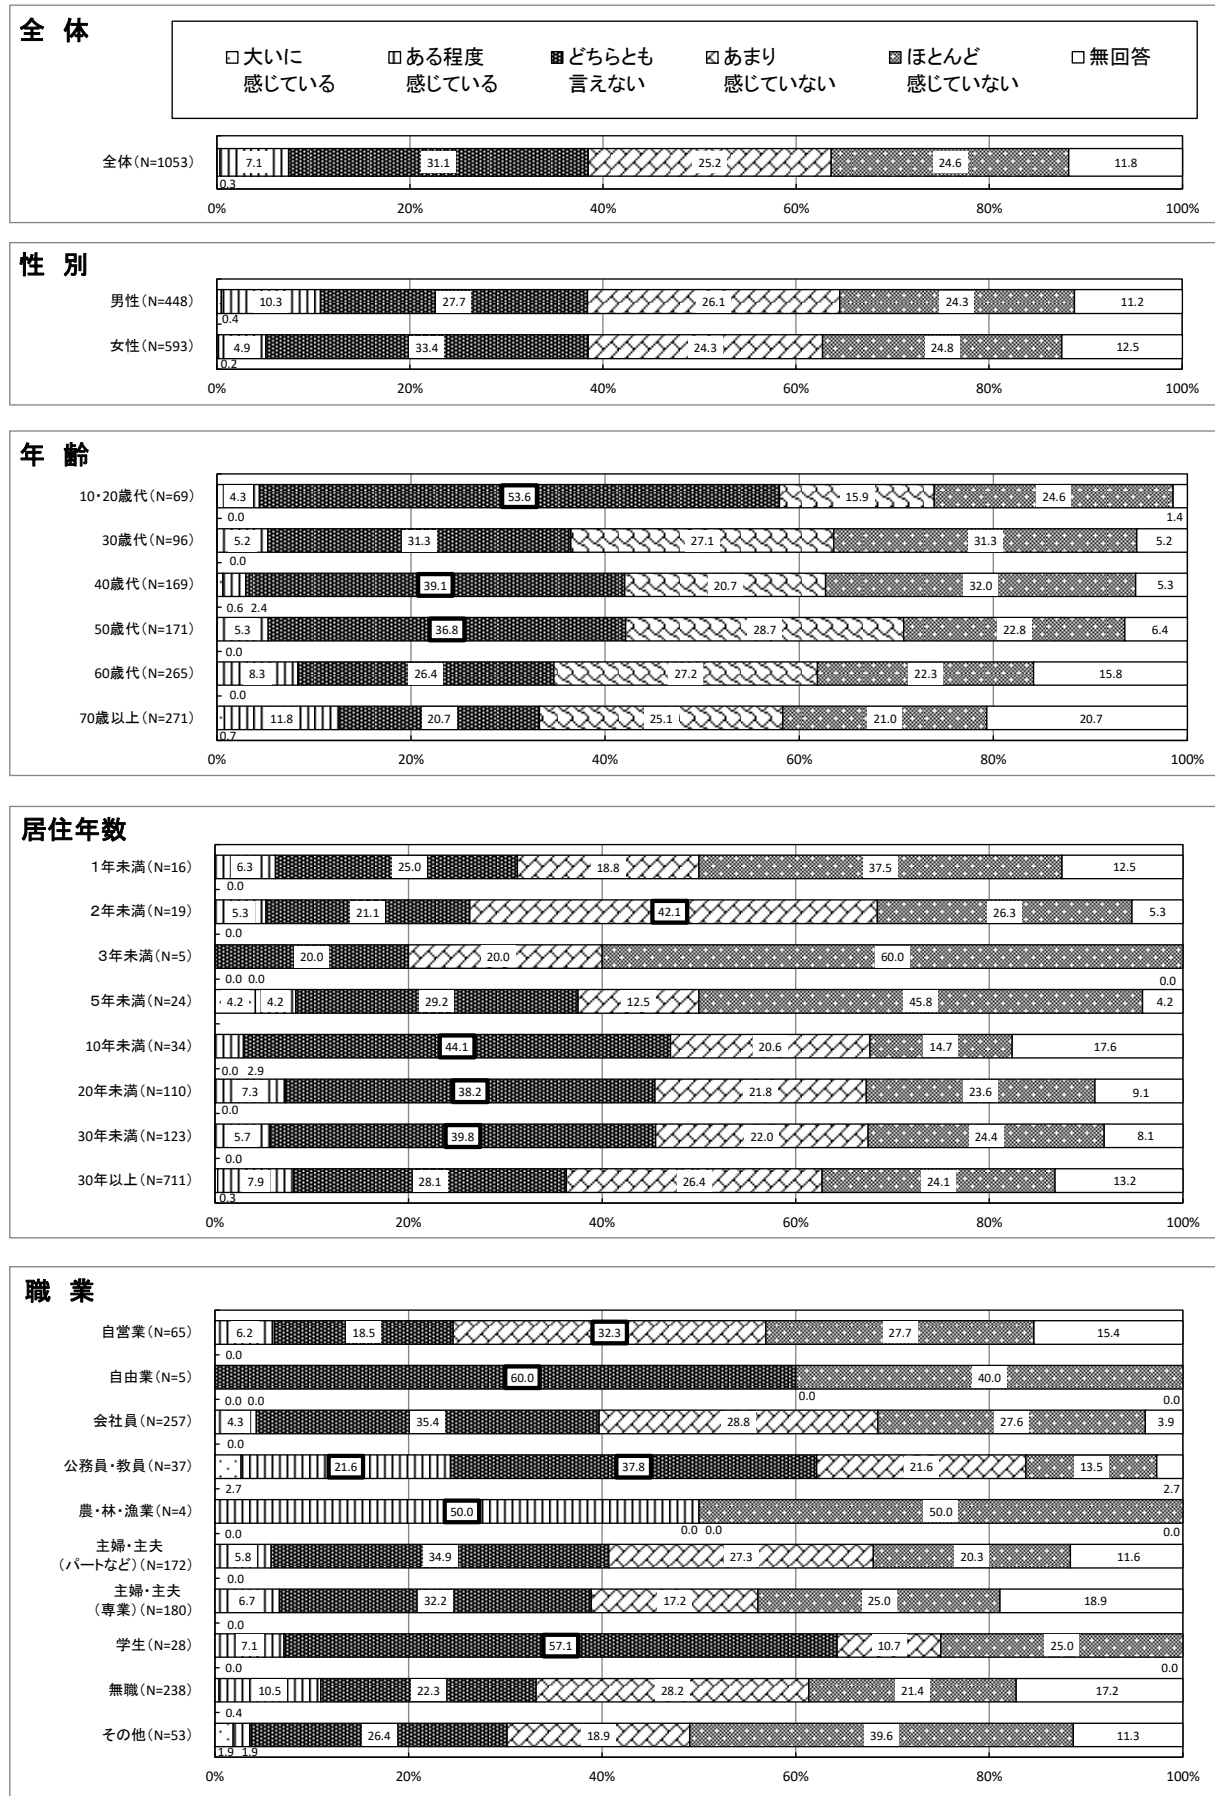 全 体
大いに ある程度 どちらとも あまり ほとんど 無回答
感じている 感じている 言えない 感じていない 感じていない
全体(N=1053) 7.1 31.1 25.2 24.6 11.8
0.3
0% 20% 40% 60% 80% 100%
性 別
男性(N=448) 10.3 27.7 26.1 24.3 11.2
0.4
女性(N=593) 4.9 33.4 24.3 24.8 12.5
0.2
0% 20% 40% 60% 80% 100%
年 齢
10・20歳代(N=69) 4.3 53.6 15.9 24.6
0.0 1.4
30歳代(N=96) 5.2 31.3 27.1 31.3 5.2
0.0
40歳代(N=169) 39.1 20.7 32.0 5.3
0.6 2.4
50歳代(N=171) 5.3 36.8 28.7 22.8 6.4
0.0
60歳代(N=265) 8.3 26.4 27.2 22.3 15.8
0.0
70歳以上(N=271) 11.8 20.7 25.1 21.0 20.7
0.7
0% 20% 40% 60% 80% 100%
居住年数
1年未満(N=16) 6.3 25.0 18.8 37.5 12.5
0.0
2年未満(N=19) 5.3 21.1 42.1 26.3 5.3
0.0
3年未満(N=5) 20.0 20.0 60.0
0.0 0.0 0.0
5年未満(N=24) 4.2 4.2 29.2 12.5 45.8 4.2
10年未満(N=34) 44.1 20.6 14.7 17.6
0.0 2.9
20年未満(N=110) 7.3 38.2 21.8 23.6 9.1
0.0
30年未満(N=123) 5.7 39.8 22.0 24.4 8.1
0.0
30年以上(N=711) 7.9 28.1 26.4 24.1 13.2
0.3
0% 20% 40% 60% 80% 100%
職 業
自営業(N=65) 6.2 18.5 32.3 27.7 15.4
0.0
自由業(N=5) 60.0 40.0
0.0 0.0 0.0 0.0
会社員(N=257) 4.3 35.4 28.8 27.6 3.9
0.0
公務員・教員(N=37) 21.6 37.8 21.6 13.5
2.7 2.7
農・林・漁業(N=4) 50.0 50.0
0.0 0.0 0.0 0.0
主婦・主夫
(パートなど)(N=172) 5.8 34.9 27.3 20.3 11.6
0.0
主婦・主夫
(専業)(N=180) 6.7 32.2 17.2 25.0 18.9
0.0
学生(N=28) 7.1 57.1 10.7 25.0
0.0 0.0
無職(N=238) 10.5 22.3 28.2 21.4 17.2
0.4
その他(N=53) 26.4 18.9 39.6 11.3
1.9 1.9
0% 20% 40% 60% 80% 100%